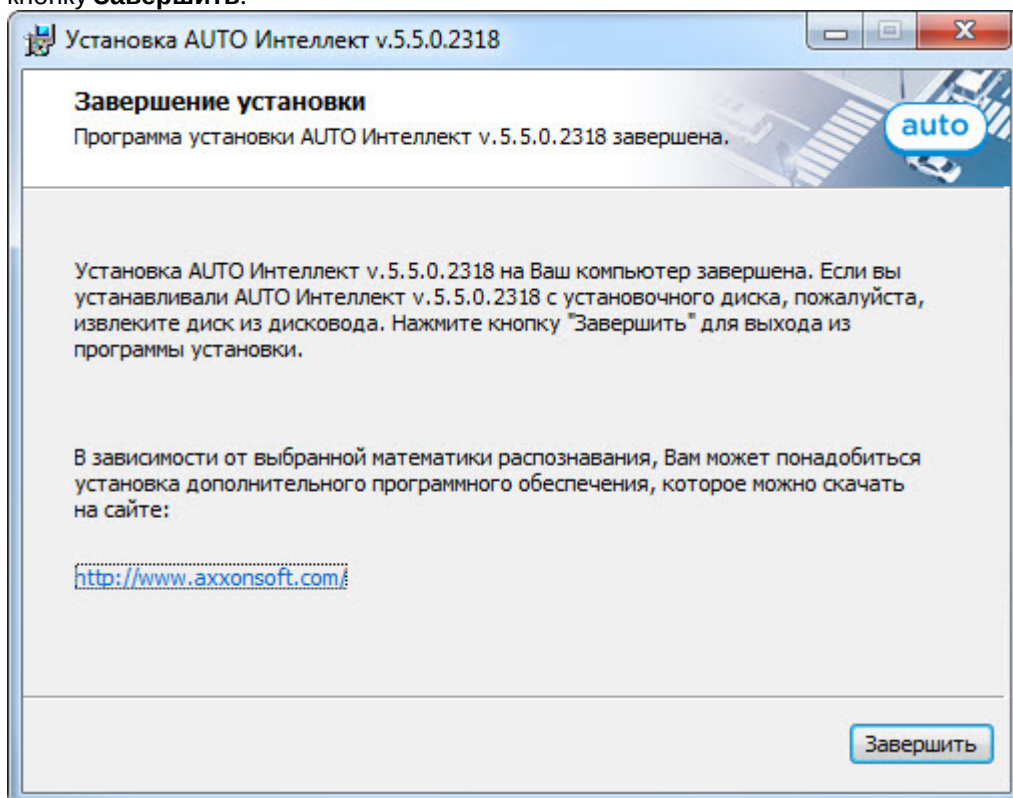 кнопку Завершить.
Установка AUTO Интеллект v.5.5.0.2318
Завершение установки
Программа установки AUTO Интеллект v.5.5.0.2318 завершена.
auto
Установка AUTO Интеллект v.5.5.0.2318 на Ваш компьютер завершена. Если вы
устанавливали AUTO Интеллект v.5.5.0.2318 с установочного диска, пожалуйста,
извлеките диск из дисковода. Нажмите кнопку "Завершить" для выхода из
программы установки.
В зависимости от выбранной математики распознавания, Вам может понадобиться
установка дополнительного программного обеспечения, которое можно скачать
на сайте:
http://www.axxonsoft.com/
Завершить